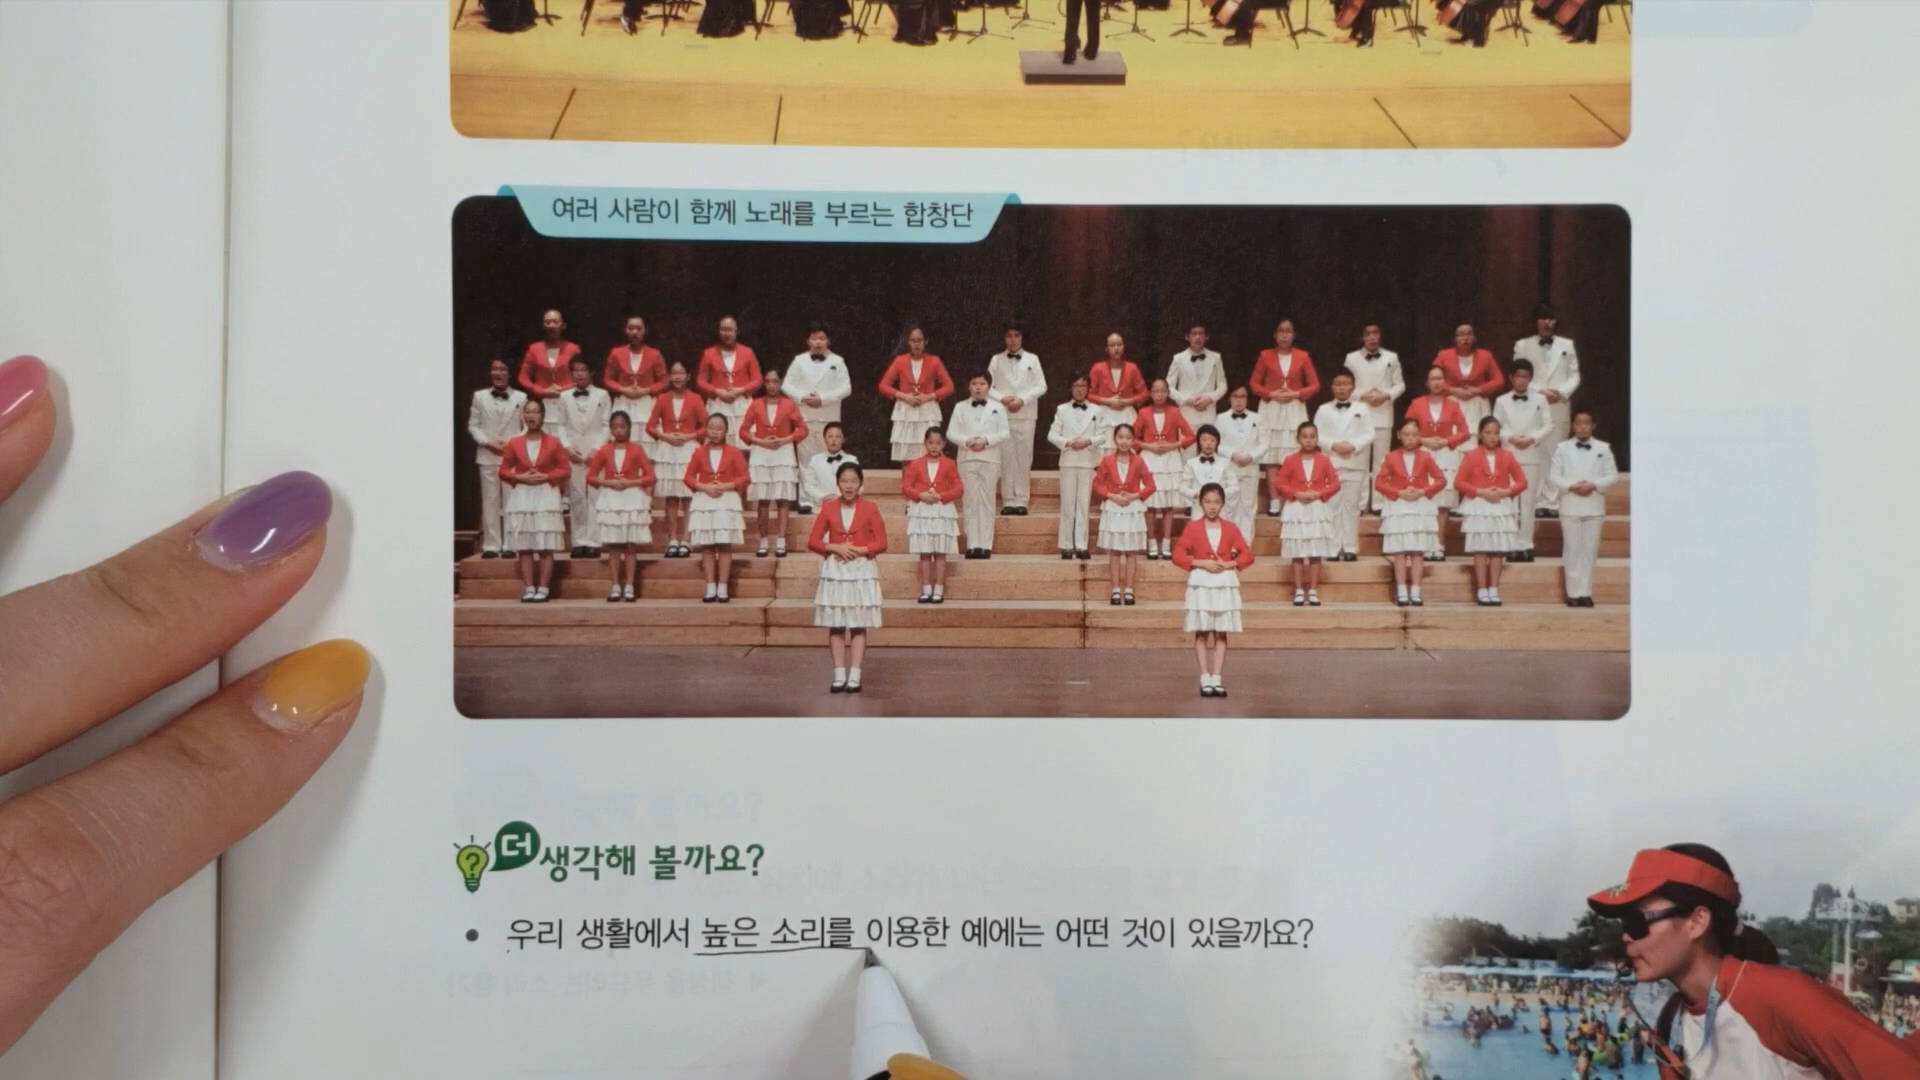 여러 사람이 함께 노래를 부르는 합창단
더 생각해 볼까요?
• 우리 생활에서 높은 소리를 이용한 예에는 어떤 것이 있을까요?